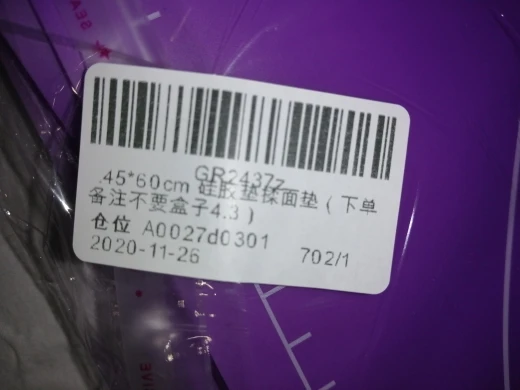 SEA
GR2437z
.45*60cm 硅胶垫揉面垫（下单
备注不要盒子4.3）
仓位 A0027d0301
2020-11-26 702/1